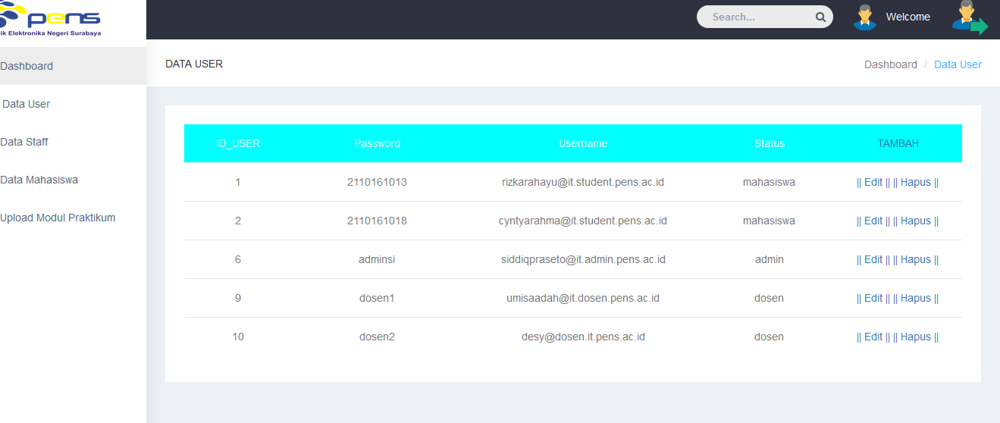 pens
ik Elektronika Negeri Surabaya
Search...
Welcome
Dashboard
Data User
Data Staff
Data Mahasiswa
Upload Modul Praktikum
DATA USER
Dashboard / Data User
ID_USER Password Username Status TAMBAH
1 2110161013 rizkarahayu@it.student.pens.ac.id mahasiswa || Edit || || Hapus ||
2 2110161018 cyntyarahma@it.student.pens.ac.id mahasiswa || Edit || || Hapus ||
6 adminsi siddiqpraseto@it.admin.pens.ac.id admin || Edit || || Hapus ||
9 dosen1 umisaadah@it.dosen.pens.ac.id dosen || Edit || || Hapus ||
10 dosen2 desy@dosen.it.pens.ac.id dosen || Edit || || Hapus ||